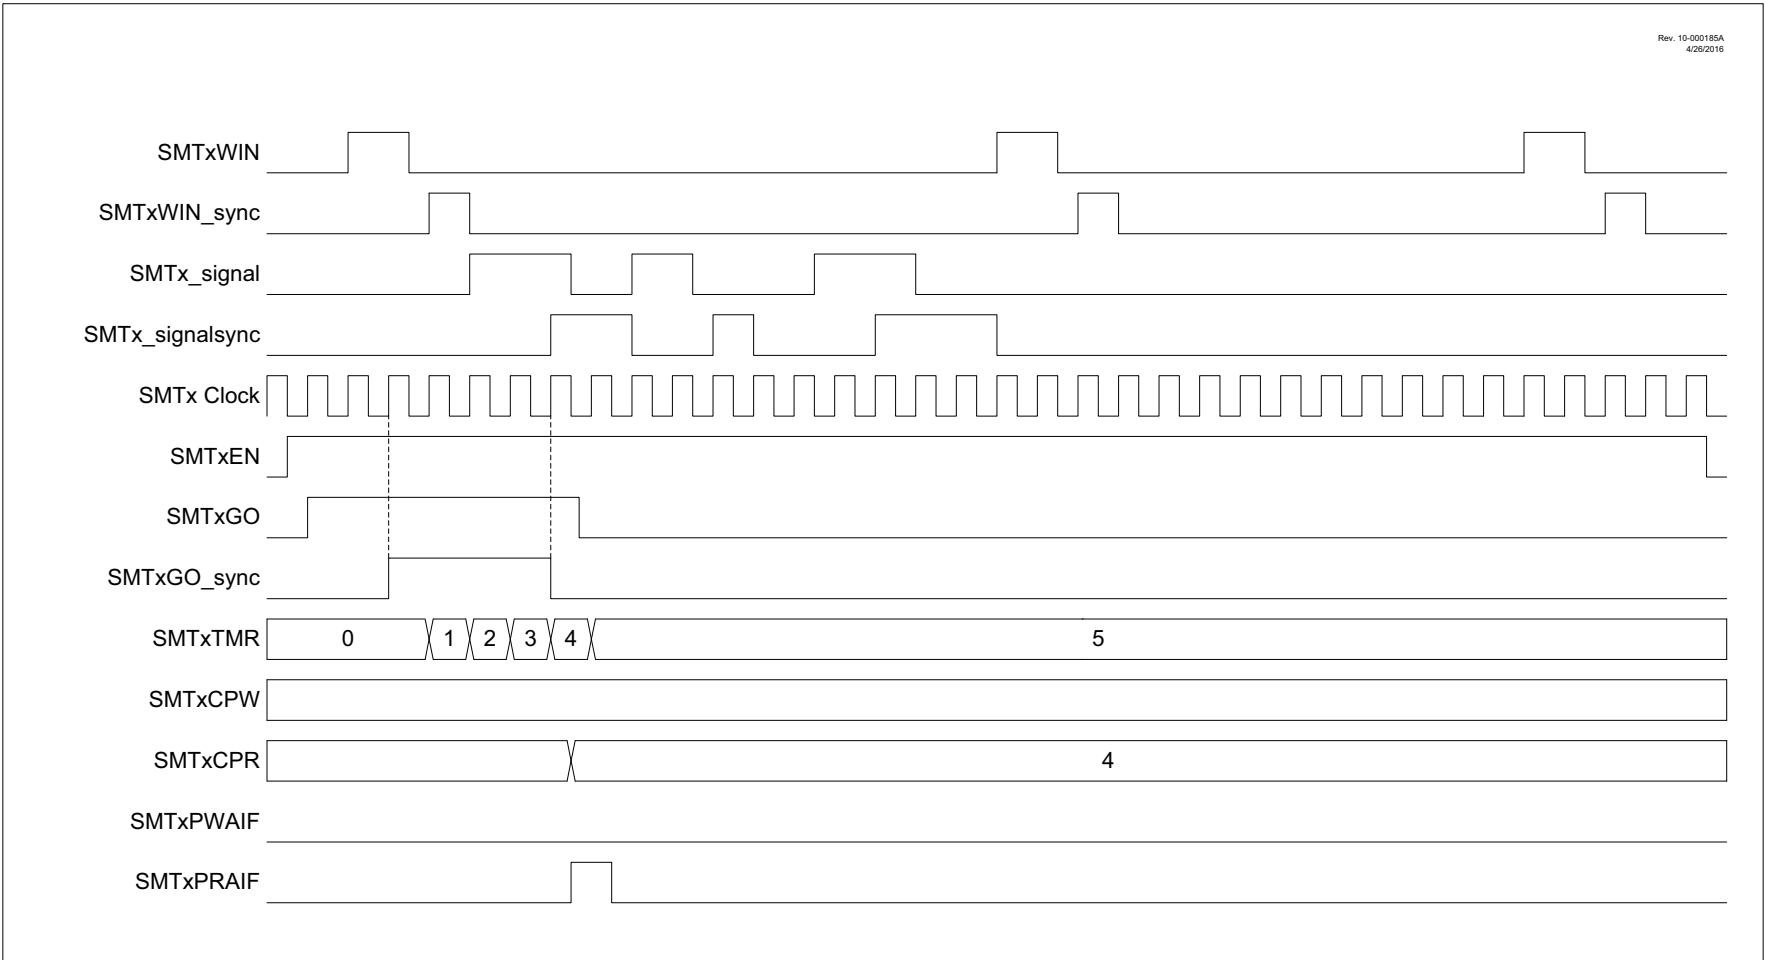 Rev. 10-000185A
4/26/2016
SMTxWIN
SMTxWIN_sync
SMTx_signal
SMTx_signalsync
SMTx Clock
SMTxEN
SMTxGO
SMTxGO_sync
SMTxTMR 0 1 2 3 4 5
SMTxCPW
SMTxCPR 4
SMTxPWAIF
SMTxPRAIF